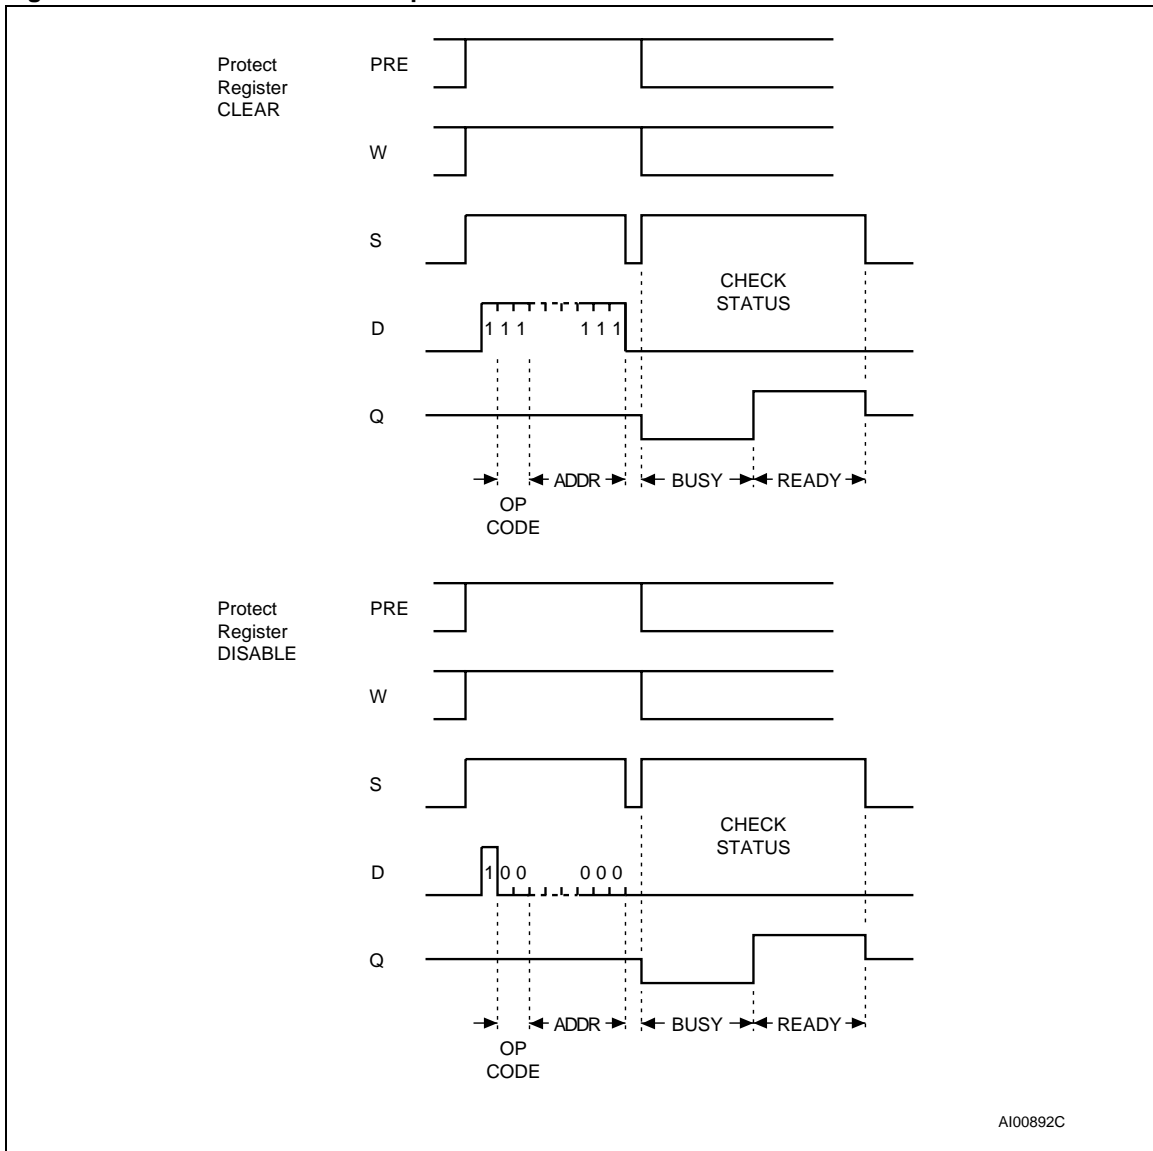 Protect
Register
CLEAR
PRE
W
S
CHECK
STATUS
D
1 1 1 1 1 1
Q
ADDR BUSY READY
OP
CODE
Protect
Register
DISABLE
PRE
W
S
CHECK
STATUS
D
1 0 0 0 0 0
Q
ADDR BUSY READY
OP
CODE
AI00892C